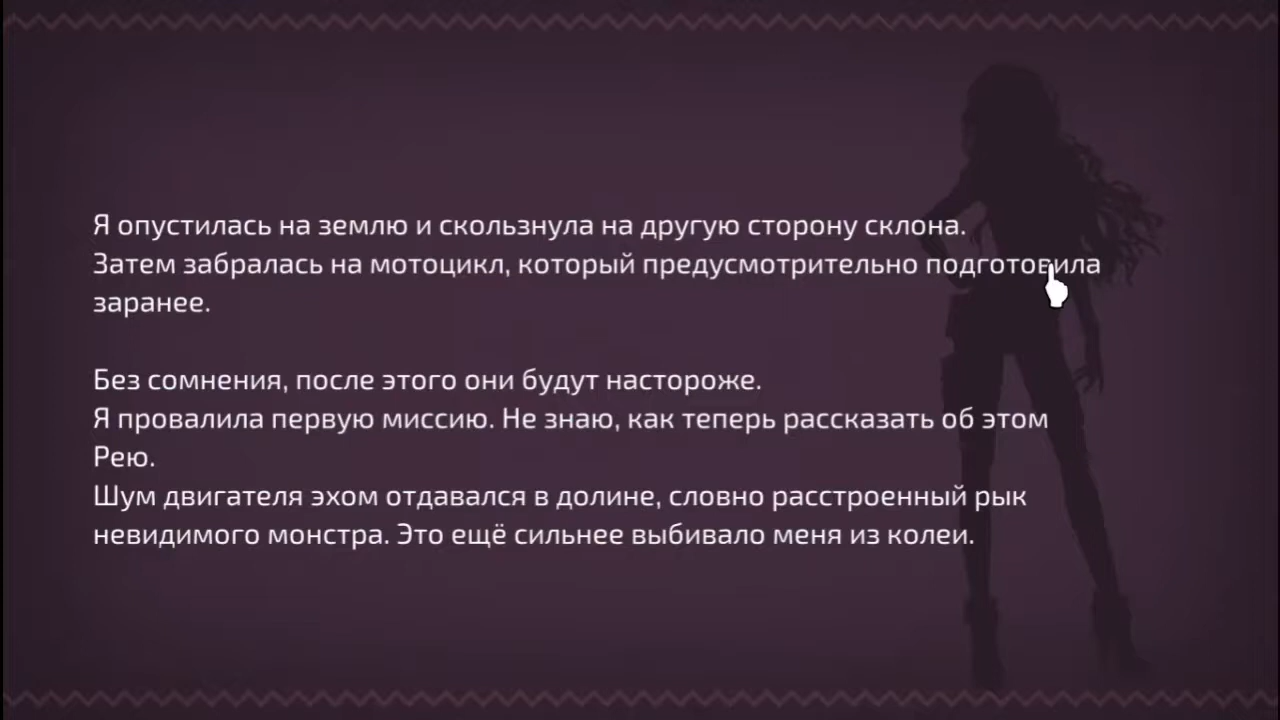 Я опустилась на землю и скользнула на другую сторону склона.
Затем забралась на мотоцикл, который предусмотрительно подготовила
заранее.
Без сомнения, после этого они будут настороже.
Я провалила первую миссию. Не знаю, как теперь рассказать об этом
Рею.
Шум двигателя эхом отдавался в долине, словно расстроенный рык
невидимого монстра. Это ещё сильнее выбивало меня из колеи.